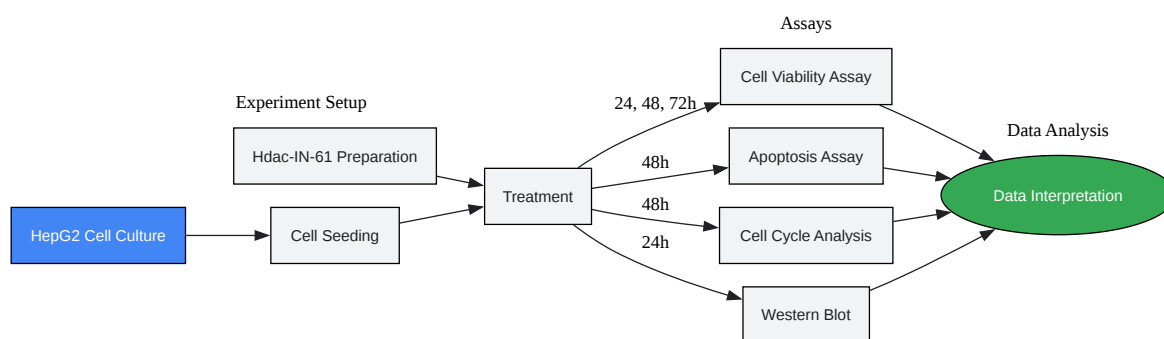 Assays
Cell Viability Assay
Experiment Setup
24, 48, 72h
Data Analysis
Hdac-IN-61 Preparation
48h
Apoptosis Assay
Treatment
Data Interpretation
HepG2 Cell Culture
Cell Seeding
48h
Cell Cycle Analysis
24h
Western Blot